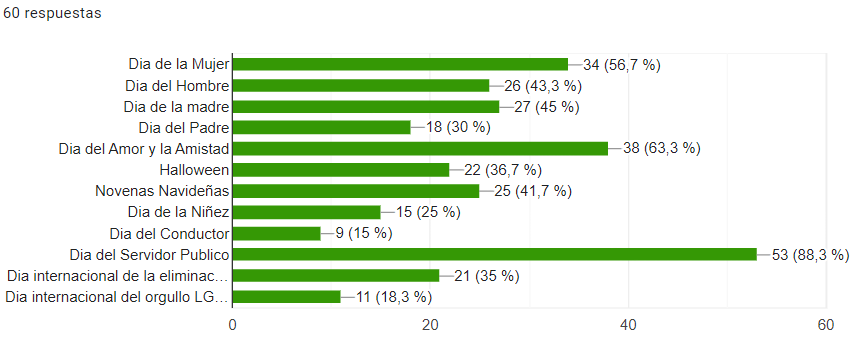 60 respuestas
Dia de la Mujer 34 (56,7 %)
Dia del Hombre 26 (43,3 %)
Dia de la madre 27 (45 %)
Dia del Padre 18 (30 %)
Dia del Amor y la Amistad 38 (63,3 %)
Halloween 22 (36,7 %)
Novenas Navideñas 25 (41,7 %)
Dia de la Niñez 15 (25 %)
Dia del Conductor 9 (15 %)
Dia del Servidor Publico 53 (88,3 %)
Dia internacional de la eliminac… 21 (35 %)
Dia internacional del orgullo LG… 11 (18,3 %)
0 20 40 60